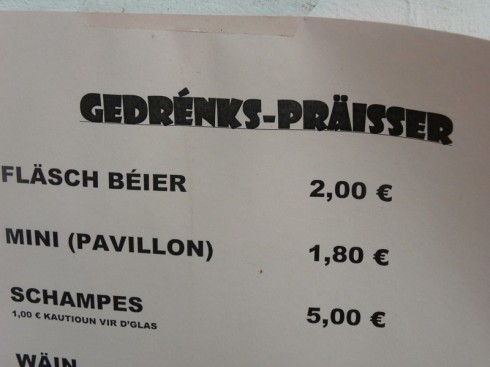 GEDRÉNKS-PRÄISSER
FLÄSCH BÉIER 2,00 €
MINI (PAVILLON) 1,80 €
SCHAMPES 5,00 €
1,00 € KAUTIOUN VIR D'GLAS
WÄIN